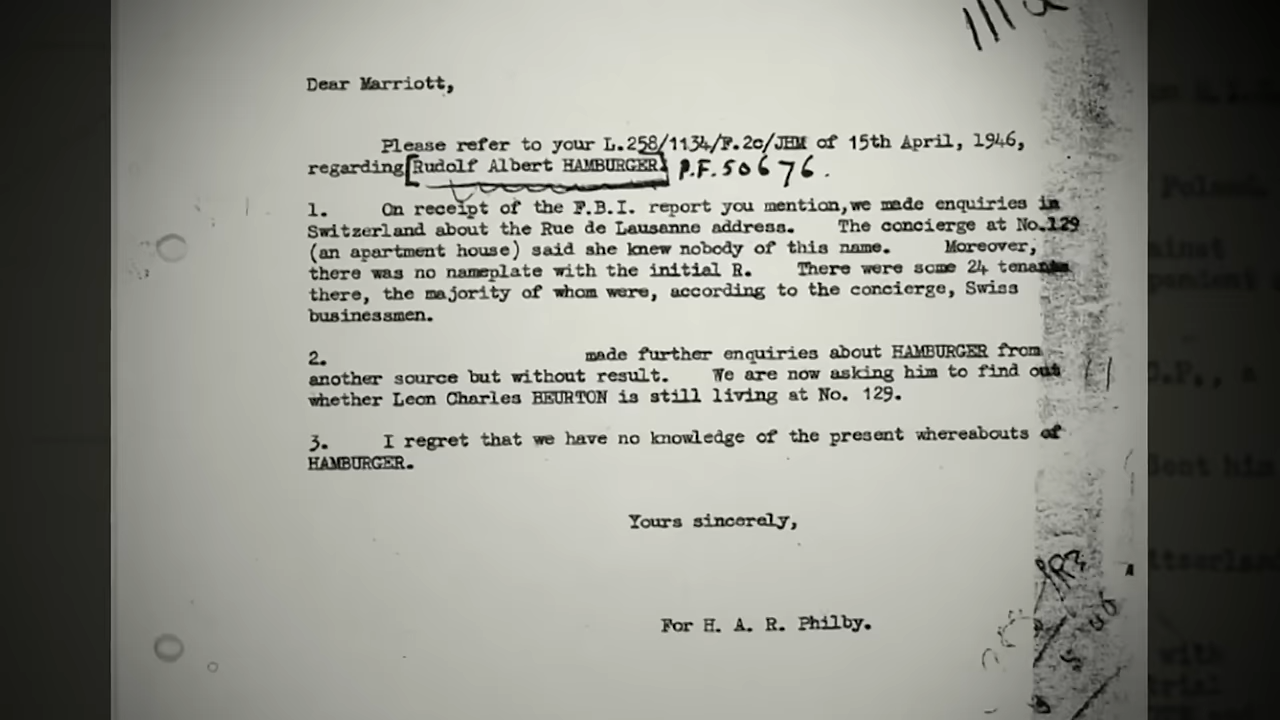 Dear Marriott,
Please refer to your L.258/1134/F.2c/JHM of 15th April, 1946,
regarding [Rudolf Albert HAMBURGER] P.F.50676.
1. On receipt of the F.B.I. report you mention,we made enquiries in
Switzerland about the Rue de Lausanne address. The concierge at No.129
(an apartment house) said she knew nobody of this name. Moreover,
there was no nameplate with the initial R. There were some 24 tenants
there, the majority of whom were, according to the concierge, Swiss
businessmen.
2. made further enquiries about HAMBURGER from
another source but without result. We are now asking him to find out
whether Leon Charles BEURTON is still living at No. 129.
3. I regret that we have no knowledge of the present whereabouts of
HAMBURGER.
Yours sincerely,
For H. A. R. Philby.